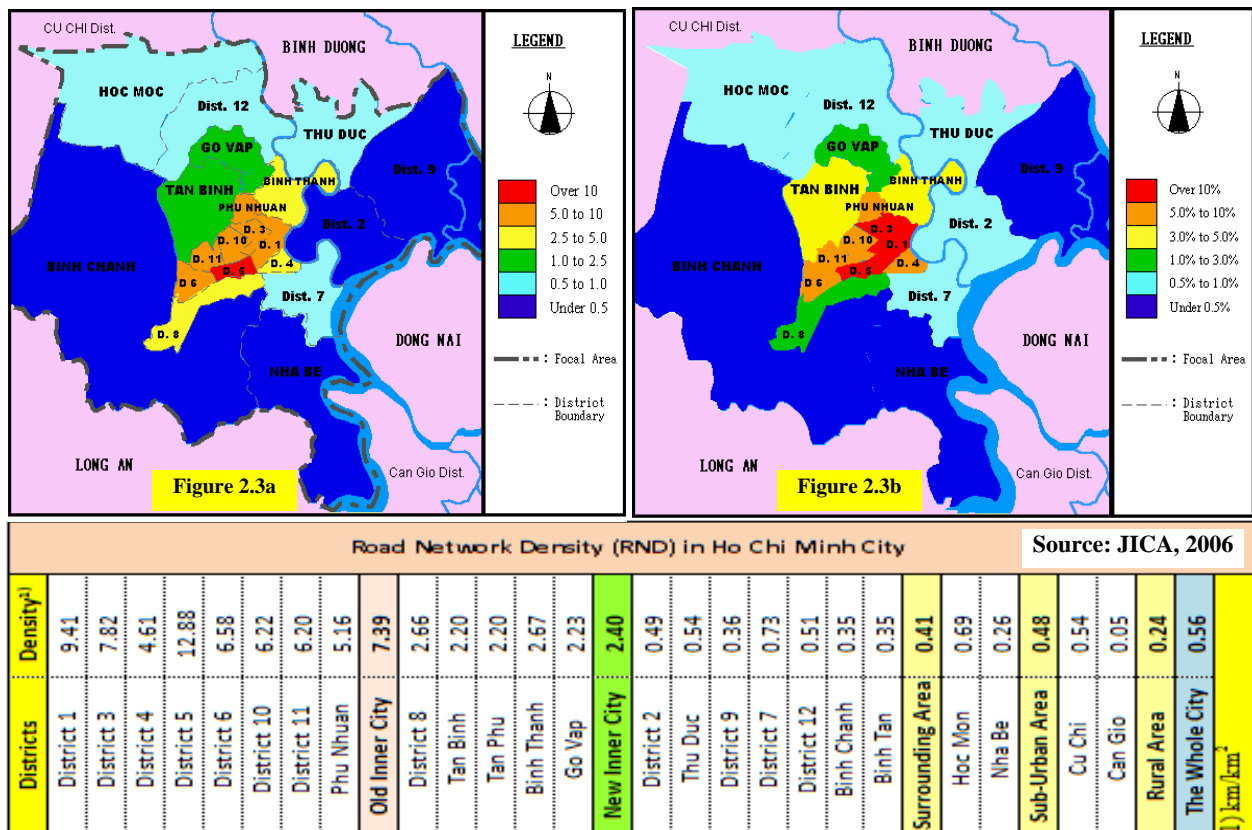 CU CHI Dist.
BINH DUONG
HOC MOC
Dist. 12
THU DUC
GO VAP
Dist. 9
TAN BINH
BINH THANH
PHU NHUAN
Dist. 2
D. 3
D. 10
D. 1
BINH CHANH
D. 11
D. 4
D. 5
D 6
Dist. 7
D. 8
DONG NAI
NHA BE
LONG AN
Can Gio Dist.
Figure 2.3a
LEGEND
N
Over 10
5.0 to 10
2.5 to 5.0
1.0 to 2.5
0.5 to 1.0
Under 0.5
: Focal Area
: District
Boundary
CU CHI Dist.
BINH DUONG
HOC MOC
Dist. 12
THU DUC
GO VAP
Dist. 9
TAN BINH
BINH THANH
PHU NHUAN
Dist. 2
D. 3
D. 10
D. 1
BINH CHANH
D. 11
D. 4
D. 5
D 6
Dist. 7
D. 8
DONG NAI
NHA BE
LONG AN
Can Gio Dist.
Figure 2.3b
LEGEND
N
Over 10%
5.0% to 10%
3.0% to 5.0%
1.0% to 3.0%
0.5% to 1.0%
Under 0.5%
: Focal Area
: District
Boundary
Road Network Density (RND) in Ho Chi Minh City
Source: JICA, 2006
Districts Density¹⁾
District 1 9.41
District 3 7.82
District 4 4.61
District 5 12.88
District 6 6.58
District 10 6.22
District 11 6.20
Phu Nhuan 5.16
Old Inner City 7.39
District 8 2.66
Tan Binh 2.20
Tan Phu 2.20
Binh Thanh 2.67
Go Vap 2.23
New Inner City 2.40
District 2 0.49
Thu Duc 0.54
District 9 0.36
District 7 0.73
District 12 0.51
Binh Chanh 0.35
Binh Tan 0.35
Surrounding Area 0.41
Hoc Mon 0.69
Nha Be 0.26
Sub-Urban Area 0.48
Cu Chi 0.54
Can Gio 0.05
Rural Area 0.24
The Whole City 0.56
1) km/km²